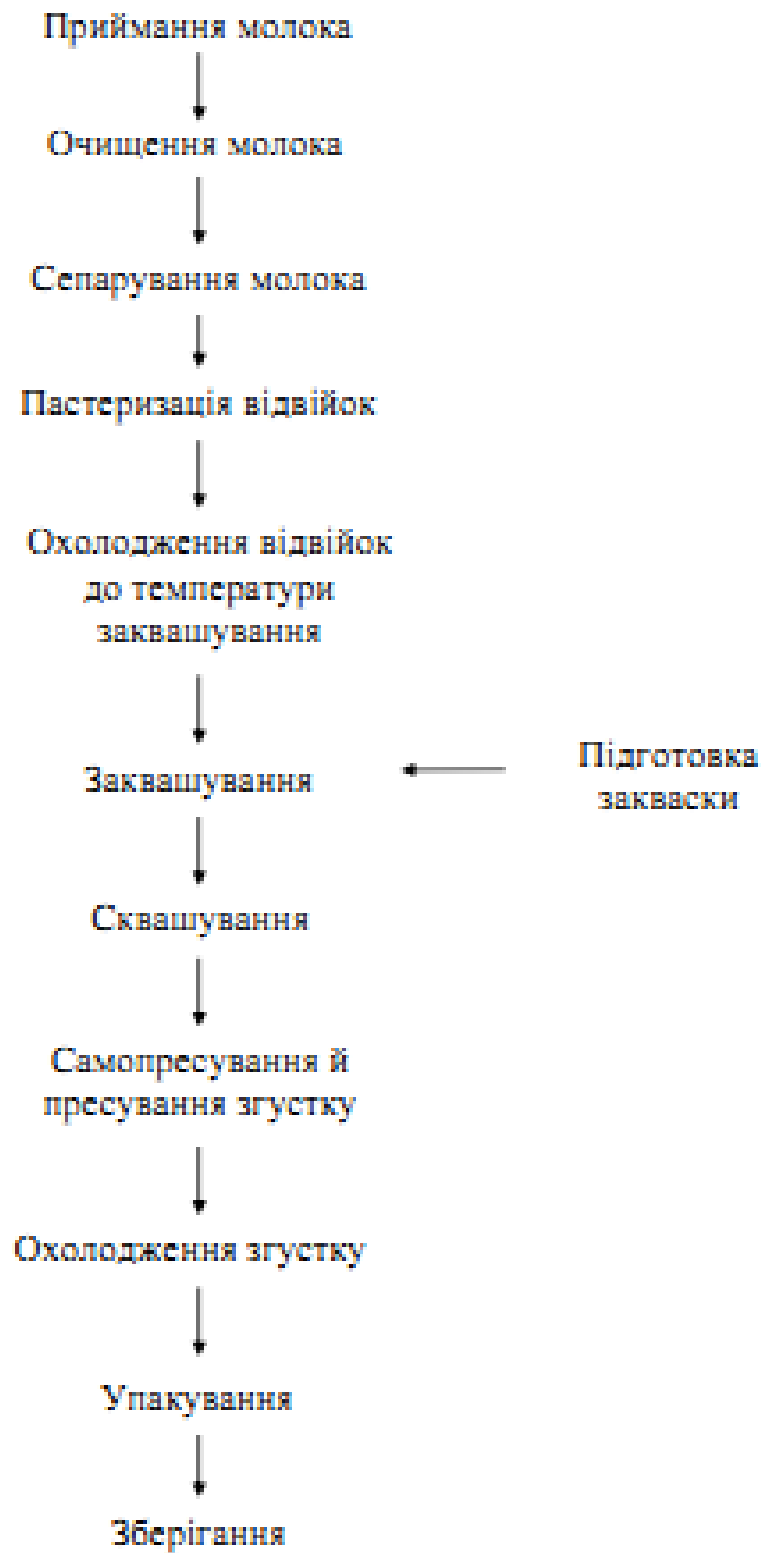 Приймання молока
Очищення молока
Сепарування молока
Пастеризація відвійок
Охолодження відвійок
до температури
заквашування
Заквашування
Підготовка
закваски
Сквашування
Самопресування й
пресування згустку
Охолодження згустку
Упакування
Зберігання